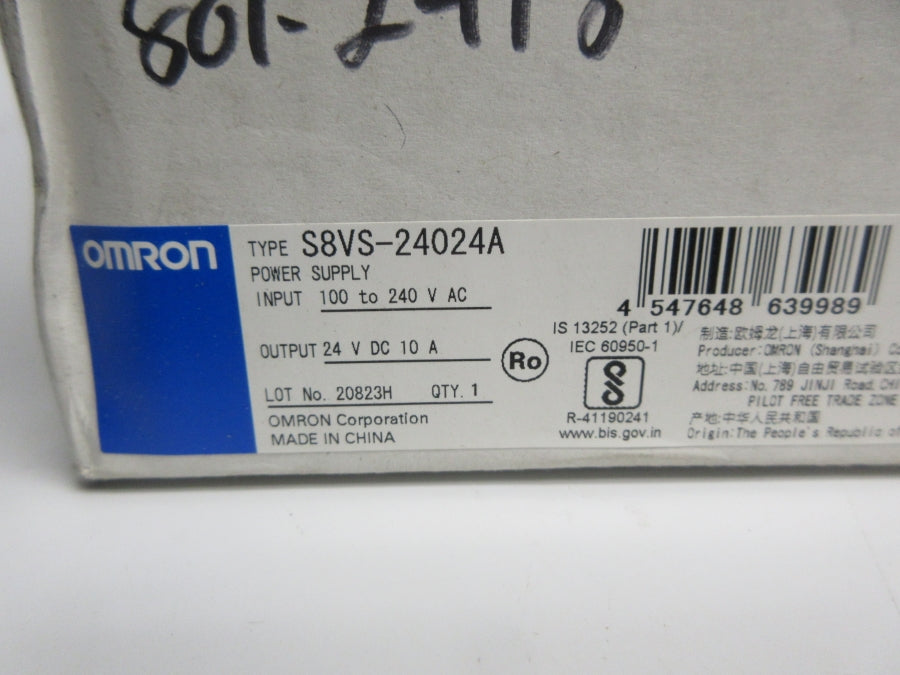 OMRON
TYPE S8VS-24024A
POWER SUPPLY
INPUT 100 to 240 V AC
OUTPUT 24 V DC 10 A
LOT No. 20823H QTY. 1
OMRON Corporation
MADE IN CHINA
Ro
4 547648 639989
IS 13252 (Part 1)/
IEC 60950-1
R-41190241
www.bis.gov.in
制造:欧姆龙(上海)有限公司
Producer:OMRON (Shanghai)
地址:中国(上海)自由贸易试验区
Address:No. 789 JINJI Road,
PILOT FREE TRADE ZONE
产地:中华人民共和国
Origin:The People's Republic